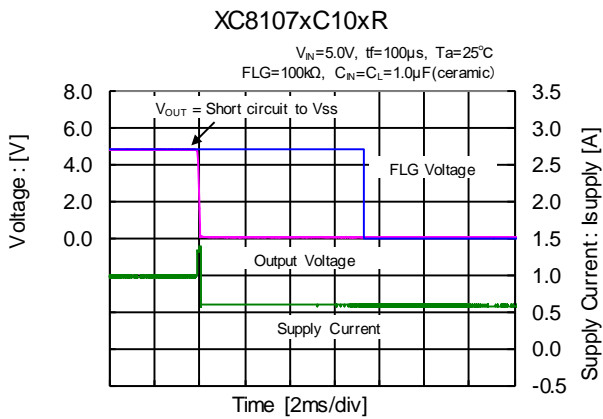 XC8107xC10xR
VIN=5.0V, tf=100μs, Ta=25℃
FLG=100kΩ, CIN=CL=1.0μF(ceramic)
8.0
6.0
4.0
2.0
0.0
Voltage : [V]
VOUT = Short circuit to Vss
FLG Voltage
Output Voltage
Supply Current
3.5
3.0
2.5
2.0
1.5
1.0
0.5
0.0
-0.5
Supply Current : Isupply [A]
Time [2ms/div]